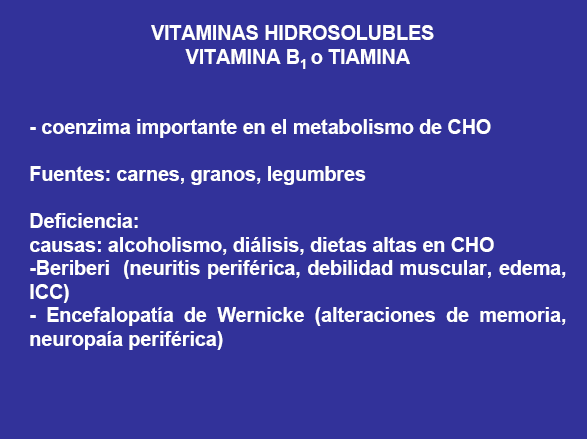 VITAMINAS HIDROSOLUBLES
VITAMINA B₁ o TIAMINA
- coenzima importante en el metabolismo de CHO
Fuentes: carnes, granos, legumbres
Deficiencia:
causas: alcoholismo, diálisis, dietas altas en CHO
-Beriberi (neuritis periférica, debilidad muscular, edema,
ICC)
- Encefalopatía de Wernicke (alteraciones de memoria,
neuropaía periférica)